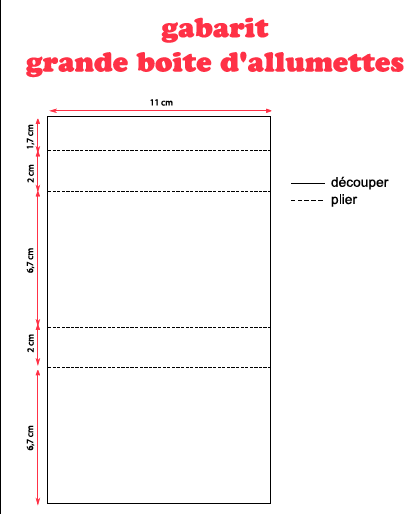 gabarit
grande boite d'allumettes
11 cm
1,7 cm
2 cm
découper
plier
6,7 cm
2 cm
6,7 cm